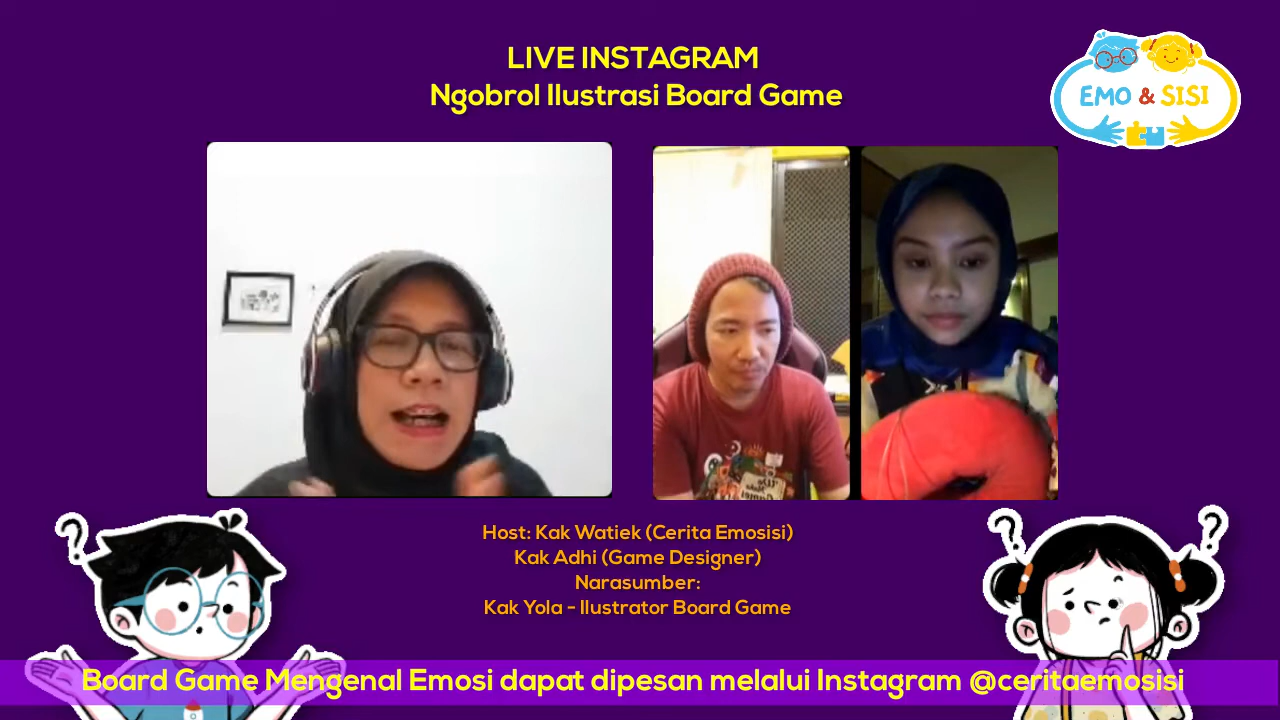 LIVE INSTAGRAM
Ngobrol Ilustrasi Board Game
EMO & SISI
Host: Kak Watiek (Cerita Emosisi)
Kak Adhi (Game Designer)
Narasumber:
Kak Yola - Ilustrator Board Game
Board Game Mengenal Emosi dapat dipesan melalui Instagram @ceritaemosisi